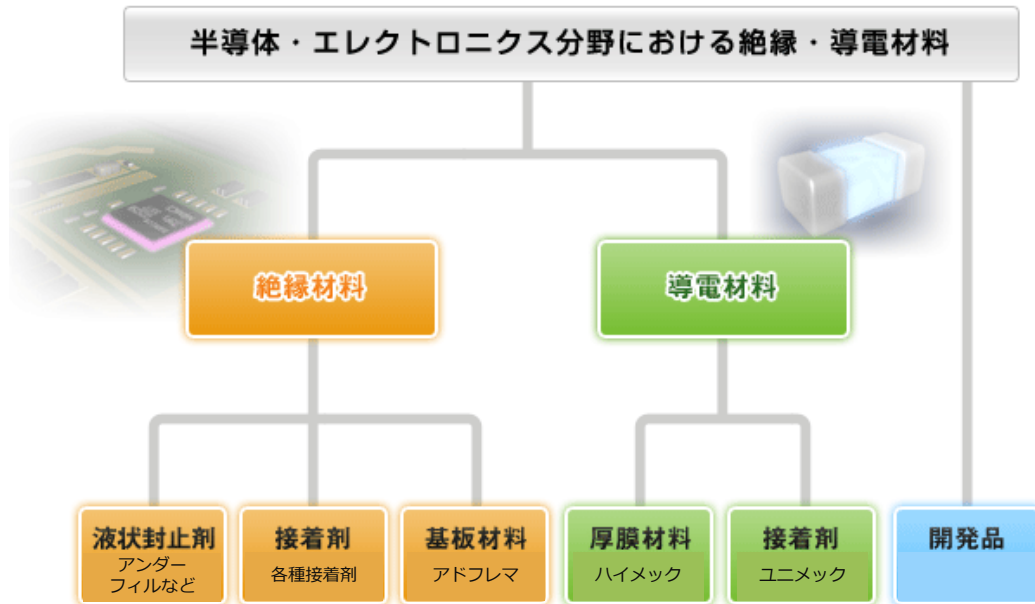 半導体・エレクトロニクス分野における絶縁・導電材料
絶縁材料
導電材料
液状封止剤
アンダー
フィルなど
接着剤
各種接着剤
基板材料
アドフレマ
厚膜材料
ハイメック
接着剤
ユニメック
開発品